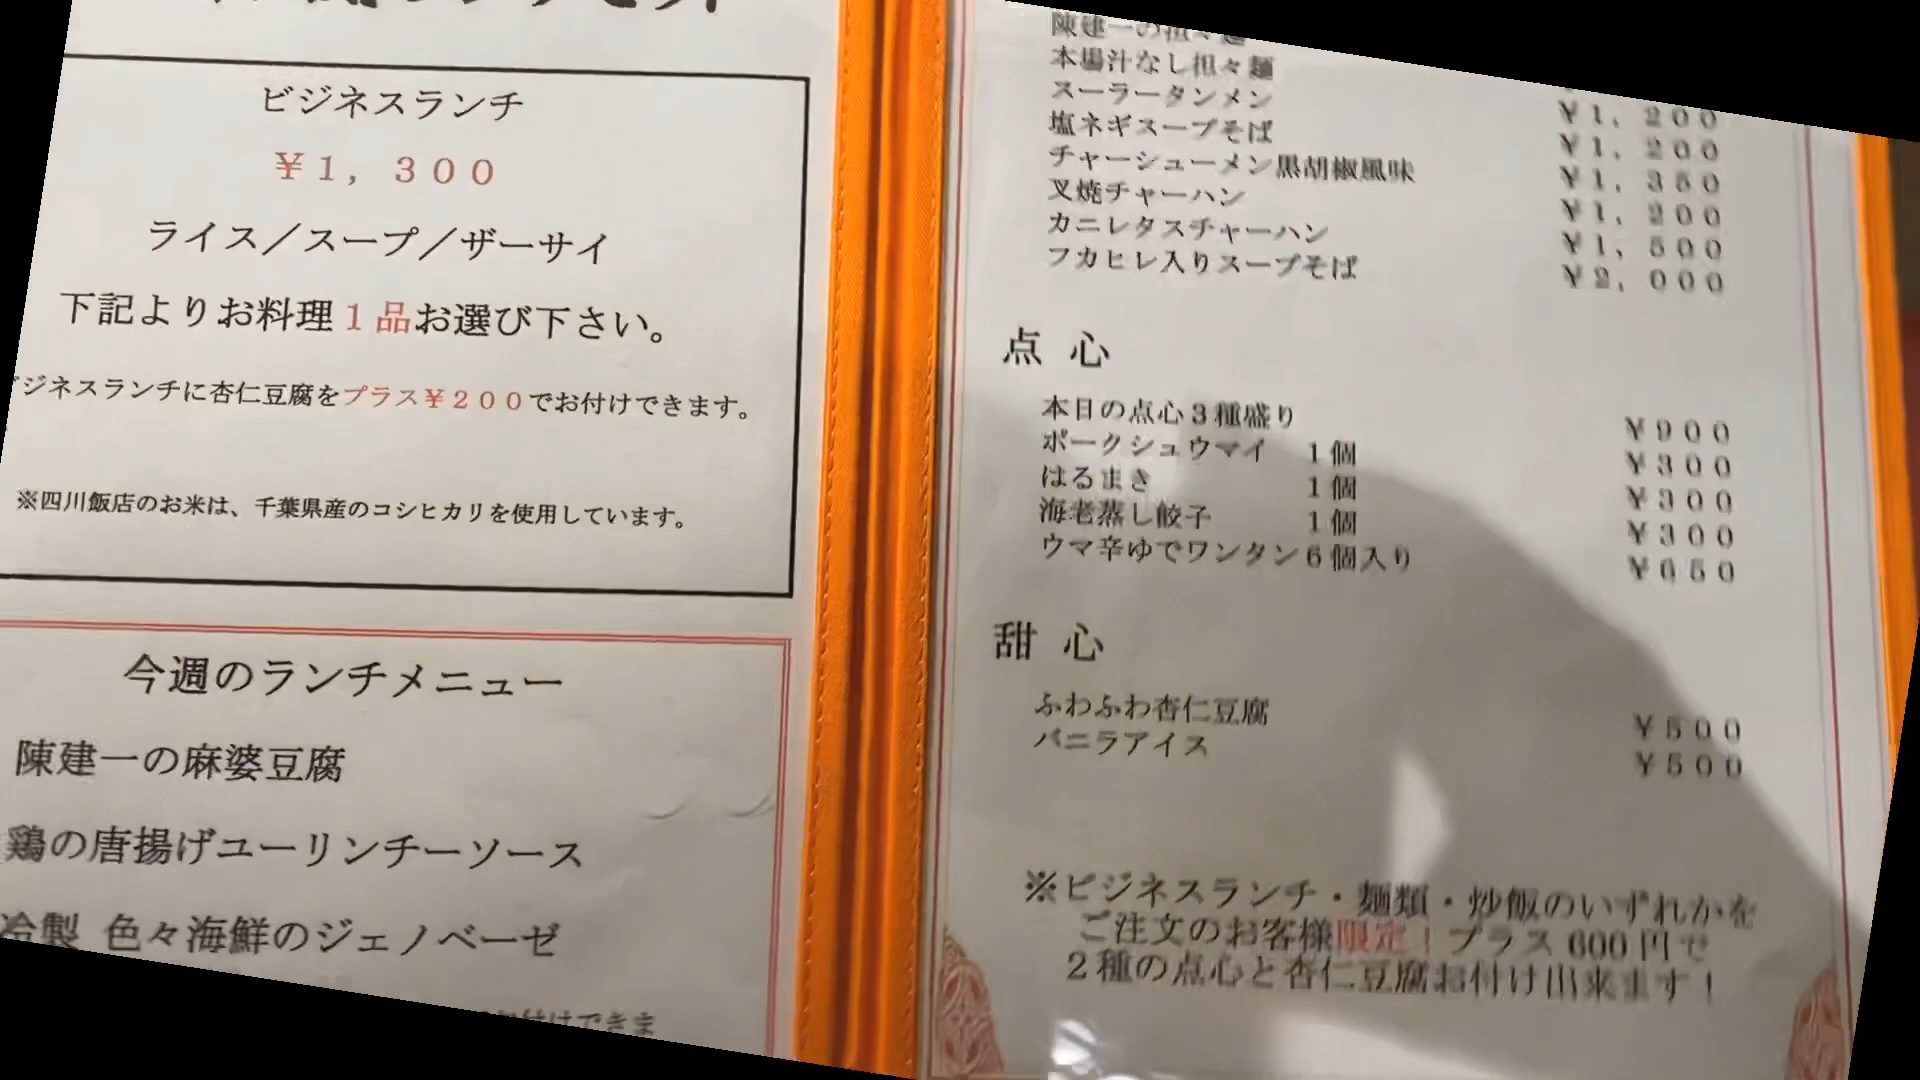 ビジネスランチ
¥1,300
ライス/スープ/ザーサイ
下記よりお料理1品お選び下さい。
ジネスランチに杏仁豆腐をプラス¥200でお付けできます。
※四川飯店のお米は、千葉県産のコシヒカリを使用しています。
今週のランチメニュー
陳建一の麻婆豆腐
鶏の唐揚げユーリンチーソース
冷製 色々海鮮のジェノベーゼ
付けできま
陳建一の担々麺
本場汁なし担々麺
スーラータンメン ¥1,200
塩ネギスープそば ¥1,200
チャーシューメン黒胡椒風味 ¥1,350
叉焼チャーハン ¥1,200
カニレタスチャーハン ¥1,500
フカヒレ入りスープそば ¥2,000
点心
本日の点心3種盛り ¥900
ポークシュウマイ 1個 ¥300
はるまき 1個 ¥300
海老蒸し餃子 1個 ¥300
ウマ辛ゆでワンタン6個入り ¥650
甜心
ふわふわ杏仁豆腐 ¥500
バニラアイス ¥500
※ビジネスランチ・麺類・炒飯のいずれかを
ご注文のお客様限定!プラス600円で
2種の点心と杏仁豆腐お付け出来ます!